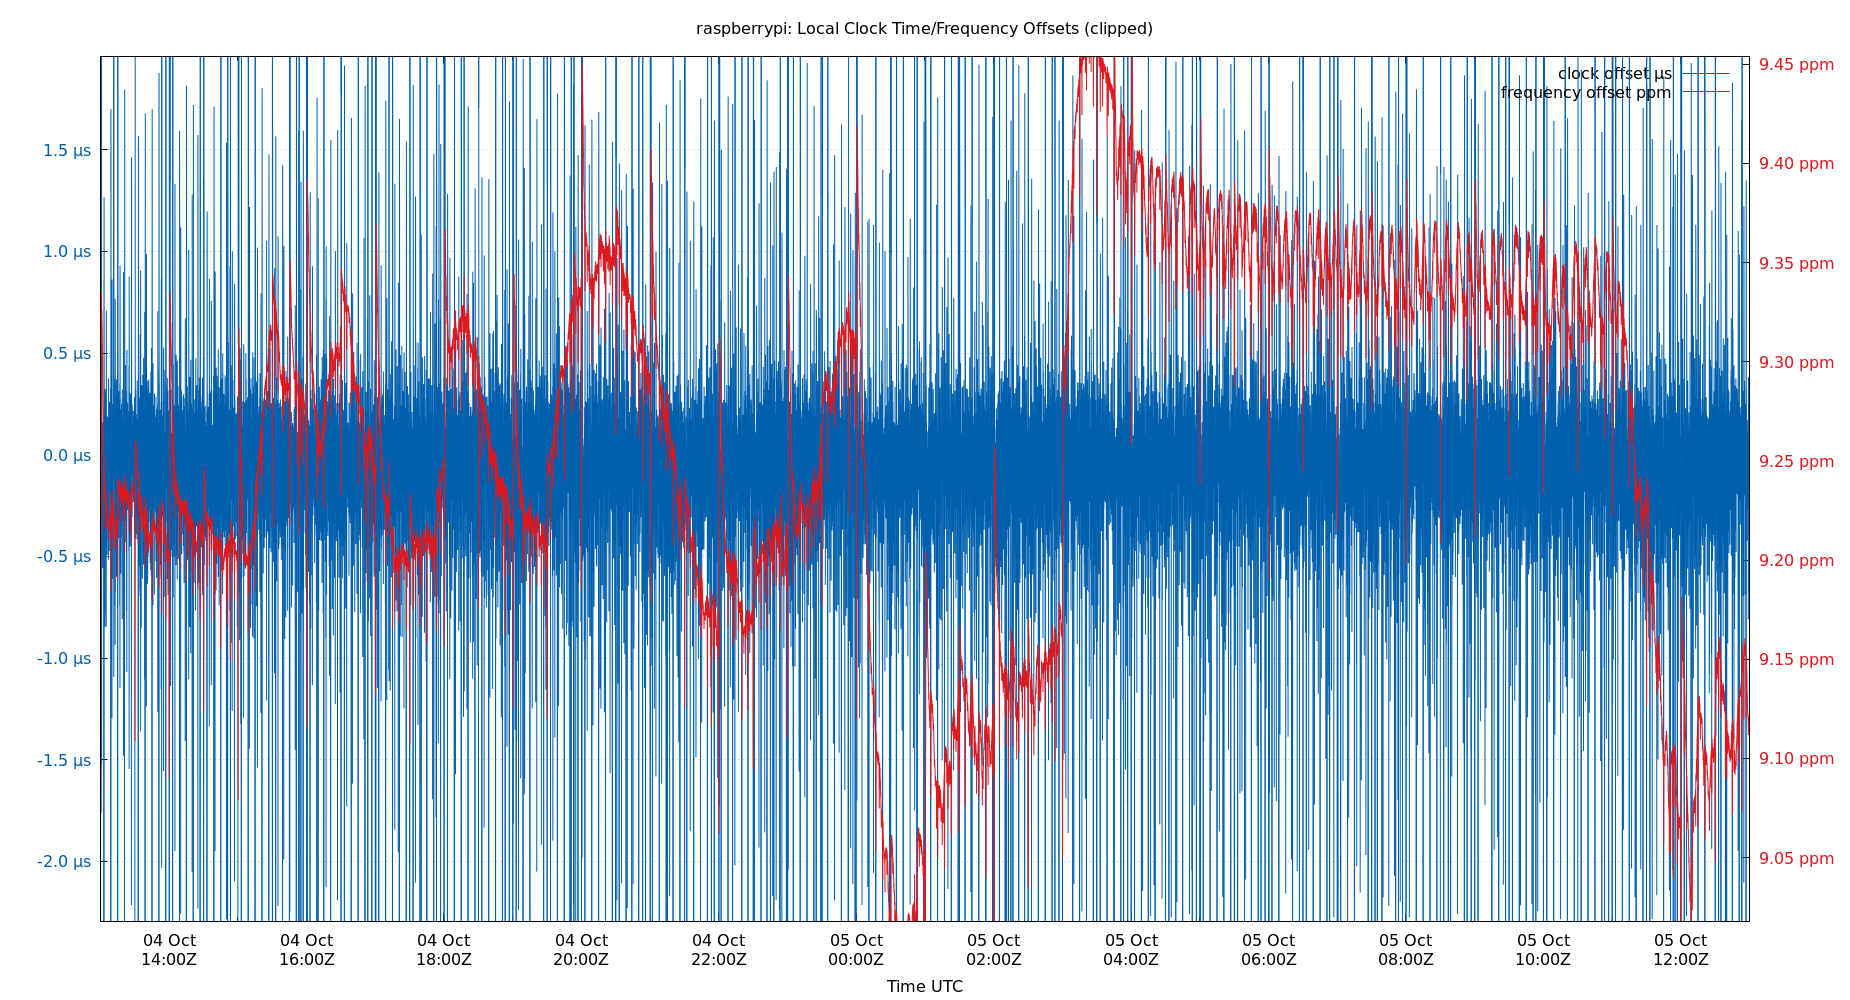 raspberrypi: Local Clock Time/Frequency Offsets (clipped)
clock offset µs
frequency offset ppm
1.5 µs
1.0 µs
0.5 µs
0.0 µs
-0.5 µs
-1.0 µs
-1.5 µs
-2.0 µs
9.45 ppm
9.40 ppm
9.35 ppm
9.30 ppm
9.25 ppm
9.20 ppm
9.15 ppm
9.10 ppm
9.05 ppm
04 Oct 04 Oct 04 Oct 04 Oct 04 Oct 05 Oct 05 Oct 05 Oct 05 Oct 05 Oct 05 Oct 05 Oct
14:00Z 16:00Z 18:00Z 20:00Z 22:00Z 00:00Z 02:00Z 04:00Z 06:00Z 08:00Z 10:00Z 12:00Z
Time UTC